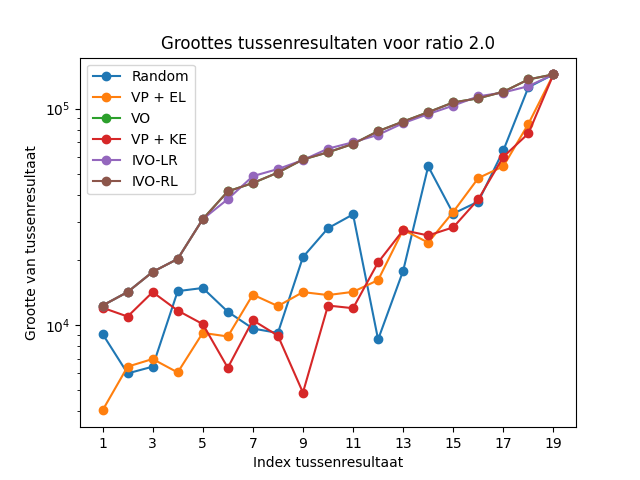 Groottes tussenresultaten voor ratio 2.0
Grootte van tussenresultaat
10^5
10^4
Random
VP + EL
VO
VP + KE
IVO-LR
IVO-RL
1 3 5 7 9 11 13 15 17 19
Index tussenresultaat